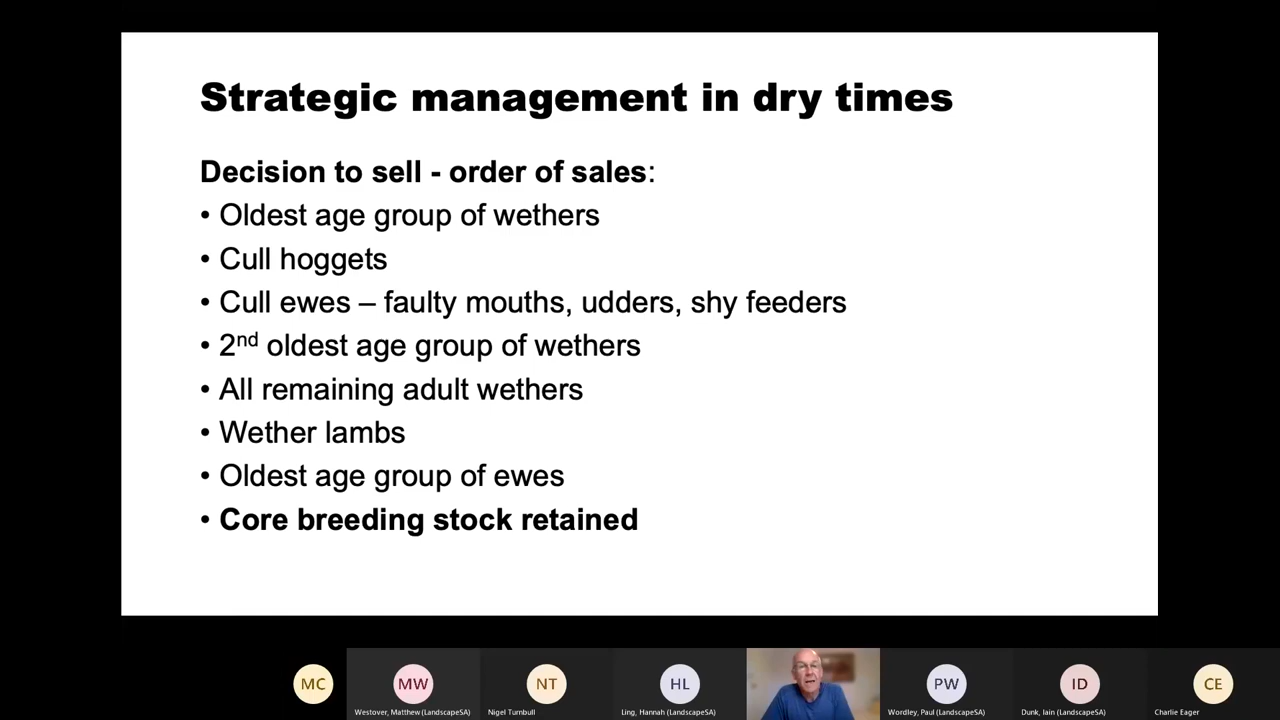 Strategic management in dry times
Decision to sell - order of sales:
• Oldest age group of wethers
• Cull hoggets
• Cull ewes – faulty mouths, udders, shy feeders
• 2nd oldest age group of wethers
• All remaining adult wethers
• Wether lambs
• Oldest age group of ewes
• Core breeding stock retained
MC MW NT HL PW ID CE
Westover, Matthew (LandscapeSA) Nigel Turnbull Ling, Hannah (LandscapeSA) Wordley, Paul (LandscapeSA) Dunk, Iain (LandscapeSA) Charlie Eager